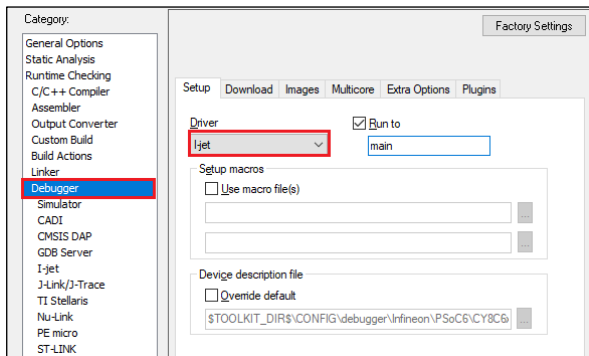 Category:
Factory Settings
General Options
Static Analysis
Runtime Checking
C/C++ Compiler
Assembler
Output Converter
Custom Build
Build Actions
Linker
Debugger
Simulator
CADI
CMSIS DAP
GDB Server
I-jet
J-Link/J-Trace
TI Stellaris
Nu-Link
PE micro
ST-LINK
Setup Download Images Multicore Extra Options Plugins
Driver
Run to
I-jet
main
Setup macros
Use macro file(s)
...
...
Device description file
Override default
$TOOLKIT_DIR$\CONFIG\debugger\Infineon\PSoC6\CY8C6
...